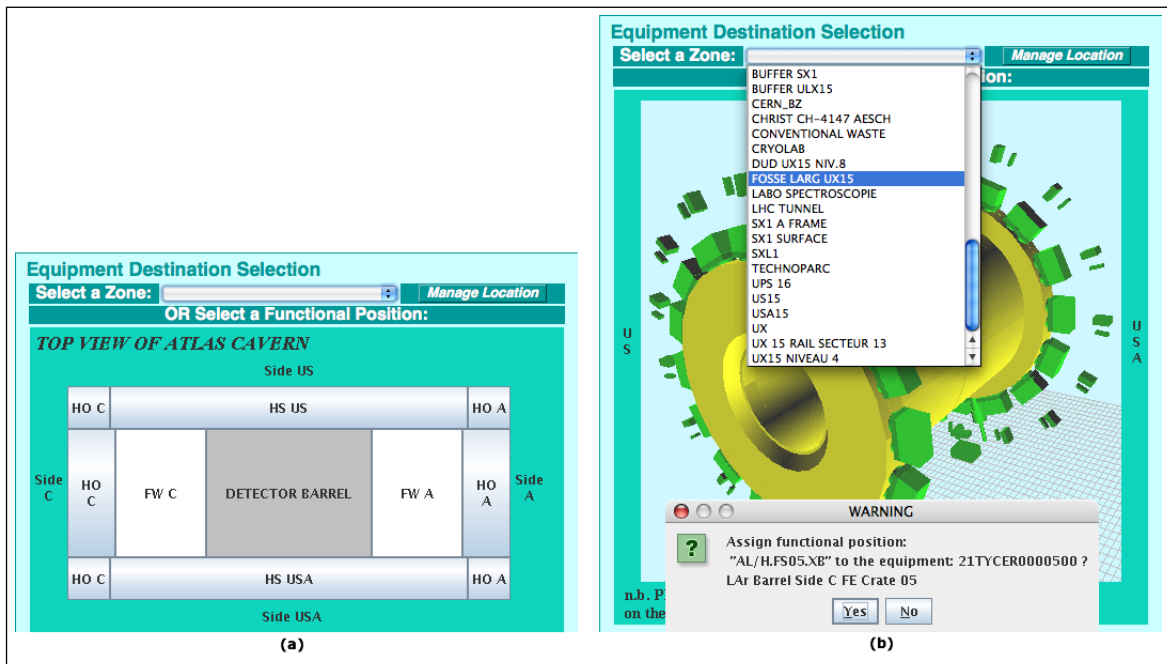 Equipment Destination Selection
Select a Zone: Manage Location
OR Select a Functional Position:
TOP VIEW OF ATLAS CAVERN
Side US
HO C HS US HO A
Side C HO C FW C DETECTOR BARREL FW A HO A Side A
HO C HS USA HO A
Side USA
(a)
Equipment Destination Selection
Select a Zone: Manage Location
ion:
BUFFER SX1
BUFFER ULX15
CERN_BZ
CHRIST CH-4147 AESCH
CONVENTIONAL WASTE
CRYOLAB
DUD UX15 NIV.8
FOSSE LARG UX15
LABO SPECTROSCOPIE
LHC TUNNEL
SX1 A FRAME
SX1 SURFACE
SXL1
TECHNOPARC
UPS 16
US15
USA15
UX
UX 15 RAIL SECTEUR 13
UX15 NIVEAU 4
US
USA
WARNING
Assign functional position:
"AL/H.FS05.XB" to the equipment: 21TYCER0000500 ?
LAr Barrel Side C FE Crate 05
Yes No
n.b. P
on the
(b)